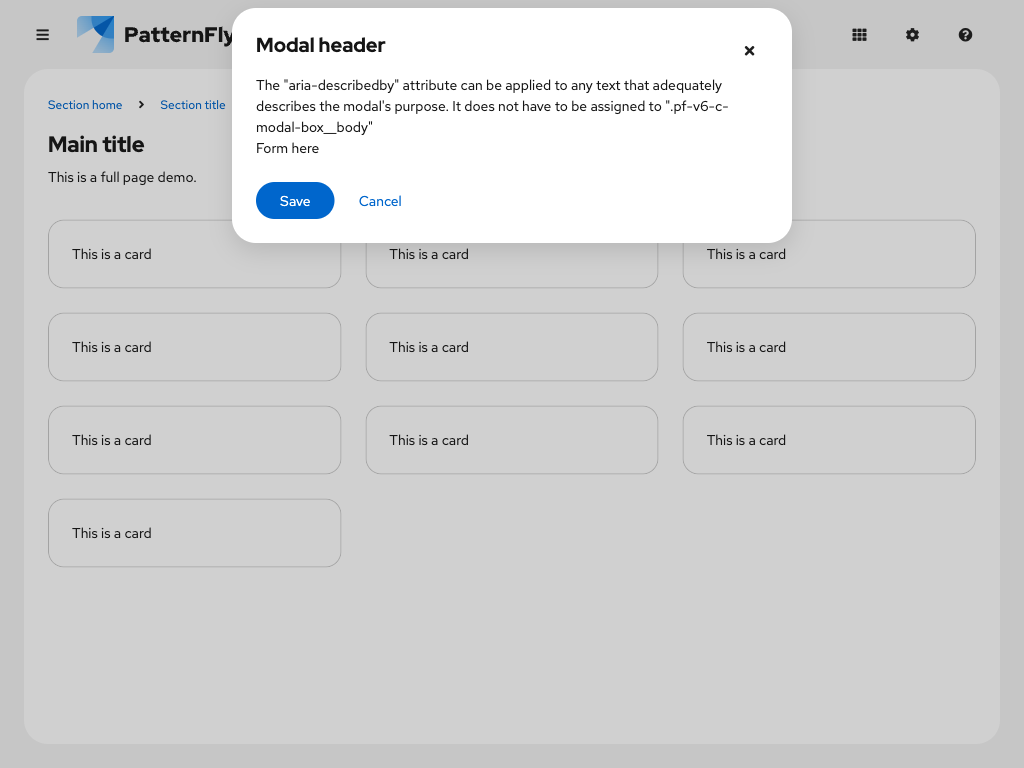 PatternFly
Modal header
The "aria-describedby" attribute can be applied to any text that adequately
describes the modal's purpose. It does not have to be assigned to ".pf-v6-c-
modal-box__body"
Form here
Save Cancel
Section home Section title
Main title
This is a full page demo.
This is a card This is a card This is a card
This is a card This is a card This is a card
This is a card This is a card This is a card
This is a card